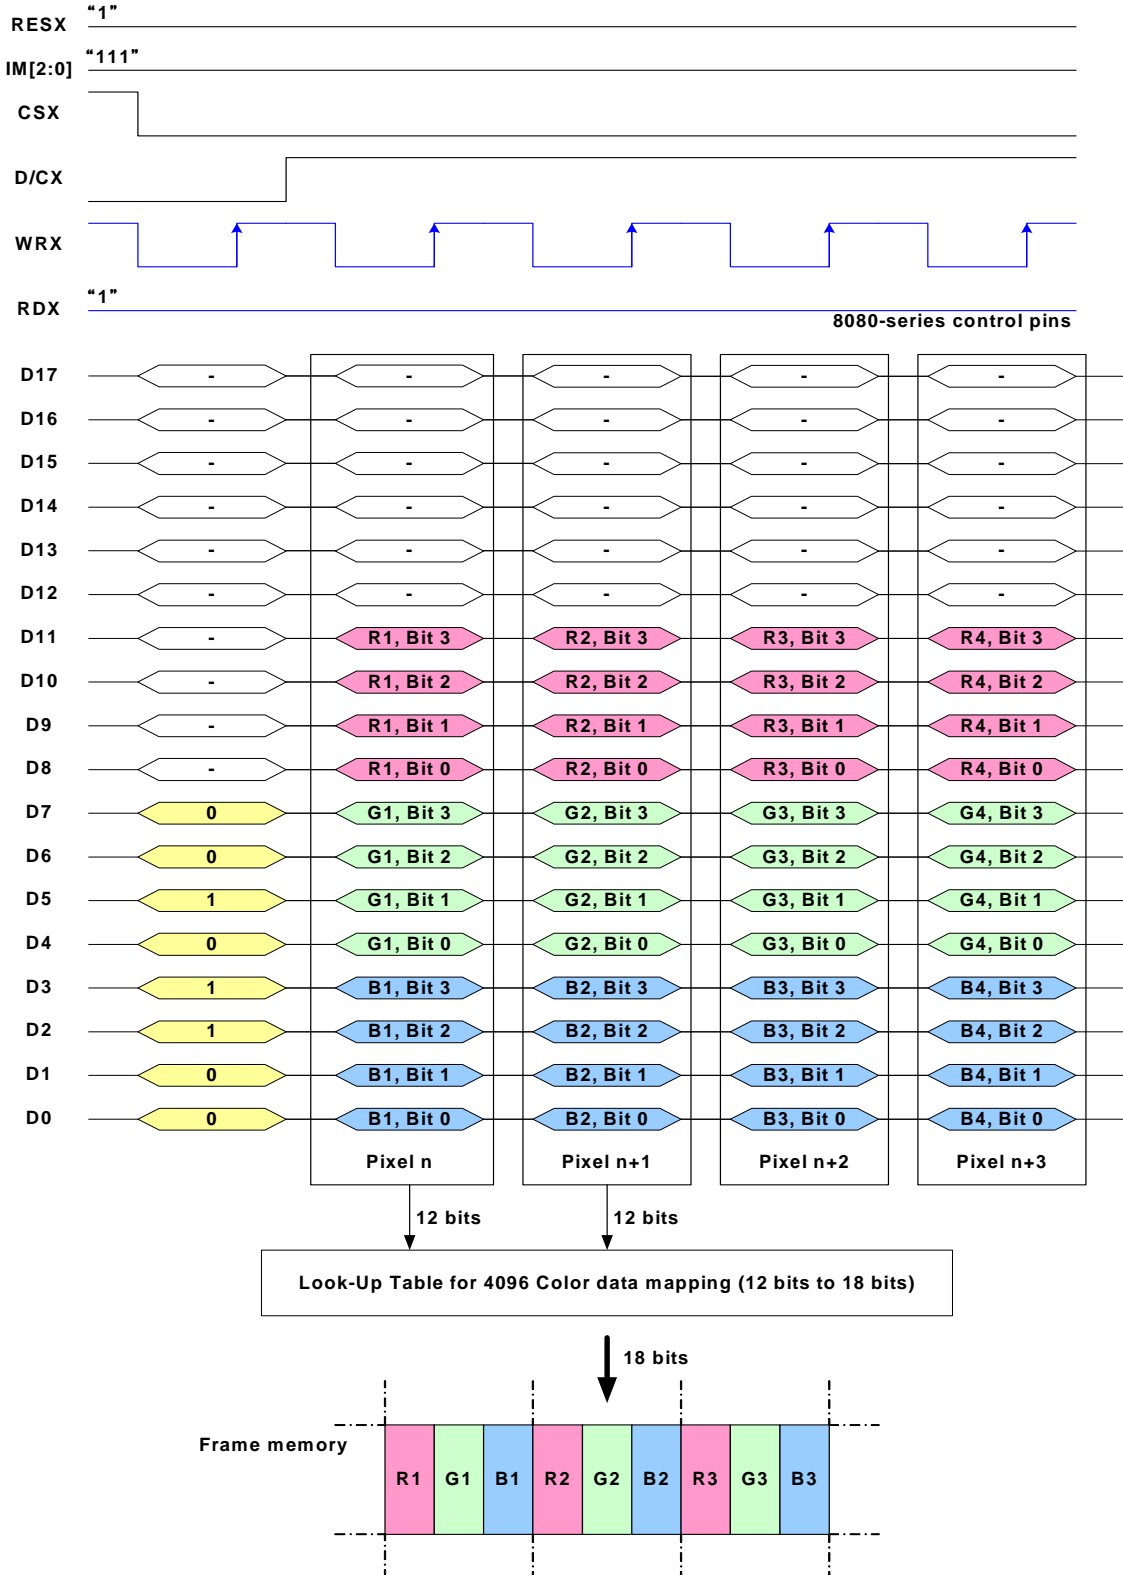 RESX "1"
IM[2:0] "111"
CSX
D/CX
WRX
RDX "1"
8080-series control pins
D17 - - - - -
D16 - - - - -
D15 - - - - -
D14 - - - - -
D13 - - - - -
D12 - - - - -
D11 - R1, Bit 3 R2, Bit 3 R3, Bit 3 R4, Bit 3
D10 - R1, Bit 2 R2, Bit 2 R3, Bit 2 R4, Bit 2
D9 - R1, Bit 1 R2, Bit 1 R3, Bit 1 R4, Bit 1
D8 - R1, Bit 0 R2, Bit 0 R3, Bit 0 R4, Bit 0
D7 0 G1, Bit 3 G2, Bit 3 G3, Bit 3 G4, Bit 3
D6 0 G1, Bit 2 G2, Bit 2 G3, Bit 2 G4, Bit 2
D5 1 G1, Bit 1 G2, Bit 1 G3, Bit 1 G4, Bit 1
D4 0 G1, Bit 0 G2, Bit 0 G3, Bit 0 G4, Bit 0
D3 1 B1, Bit 3 B2, Bit 3 B3, Bit 3 B4, Bit 3
D2 1 B1, Bit 2 B2, Bit 2 B3, Bit 2 B4, Bit 2
D1 0 B1, Bit 1 B2, Bit 1 B3, Bit 1 B4, Bit 1
D0 0 B1, Bit 0 B2, Bit 0 B3, Bit 0 B4, Bit 0
Pixel n Pixel n+1 Pixel n+2 Pixel n+3
12 bits 12 bits
Look-Up Table for 4096 Color data mapping (12 bits to 18 bits)
18 bits
Frame memory
R1 G1 B1 R2 G2 B2 R3 G3 B3